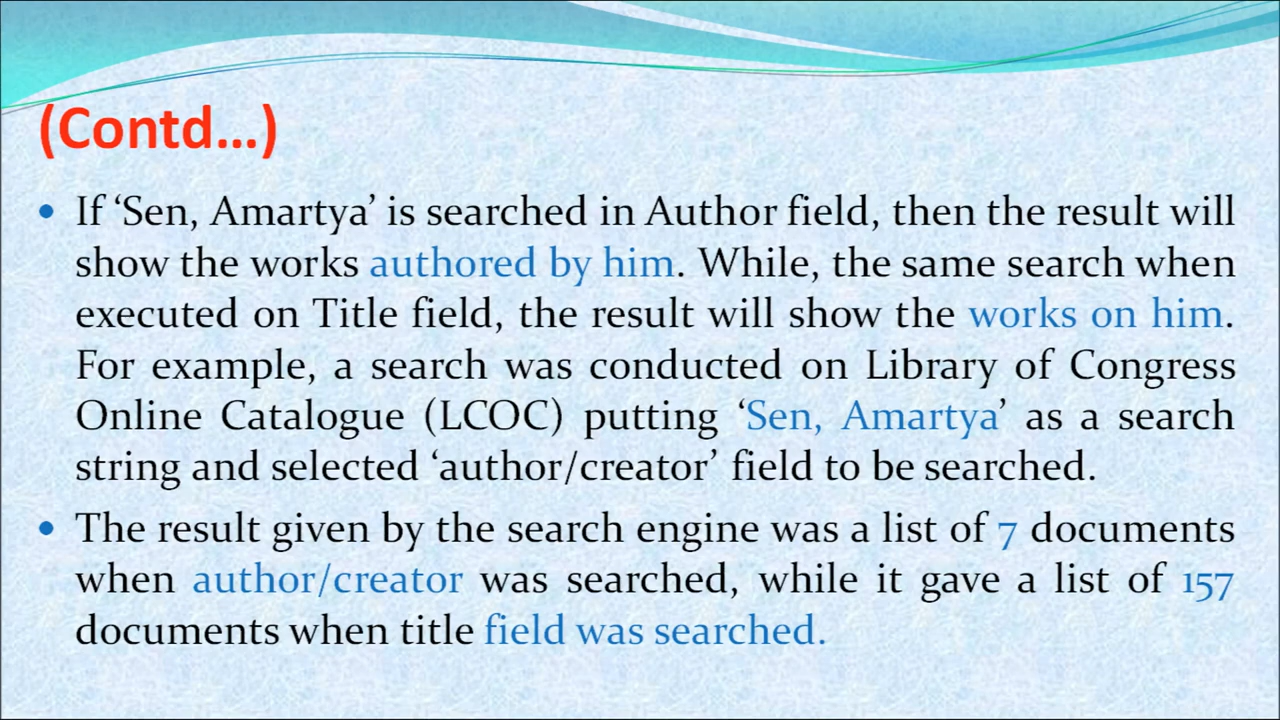 (Contd...)
• If ‘Sen, Amartya’ is searched in Author field, then the result will
show the works authored by him. While, the same search when
executed on Title field, the result will show the works on him.
For example, a search was conducted on Library of Congress
Online Catalogue (LCOC) putting ‘Sen, Amartya’ as a search
string and selected ‘author/creator’ field to be searched.
• The result given by the search engine was a list of 7 documents
when author/creator was searched, while it gave a list of 157
documents when title field was searched.